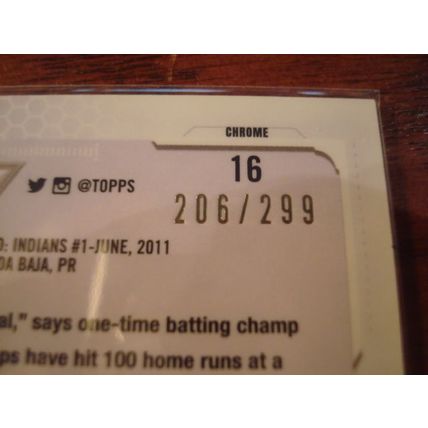 CHROME
16
@TOPPS
206/299
: INDIANS #1-JUNE, 2011
BAJA, PR
says one-time batting champ
have hit 100 home runs at a